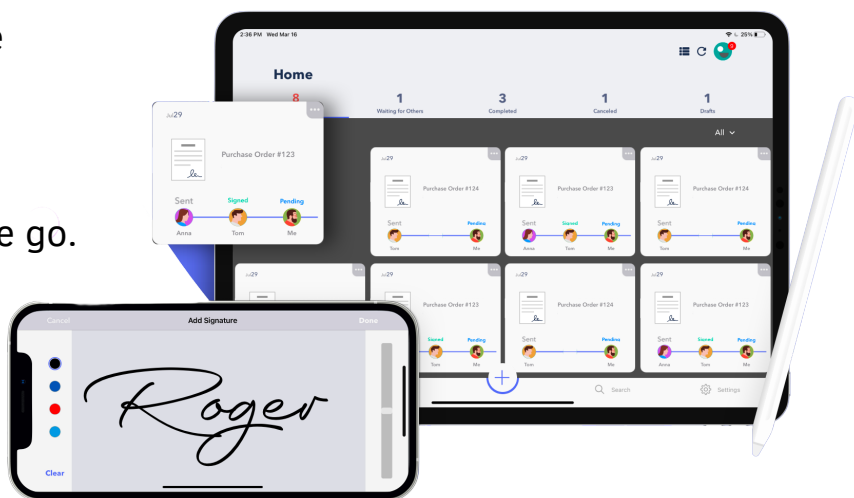 e
e go.
2:36 PM Wed Mar 16
25%
Home
8
1
Waiting for Others
3
Completed
1
Canceled
1
Drafts
All
Jul29
Purchase Order #123
Sent Signed Pending
Anna Tom Me
Jul29
Purchase Order #124
Sent Pending
Tom Me
Jul29
Purchase Order #123
Sent Signed Pending
Anna Tom Me
Jul29
Purchase Order #124
Sent Pending
Tom Me
Jul29
Jul29
Purchase Order #123
Signed Pending
Tom Me
Jul29
Purchase Order #124
Sent Pending
Tom Me
Jul29
Purchase Order #123
Sent Signed Pending
Anna Tom Me
Search
Settings
Cancel
Add Signature
Done
Roger
Clear